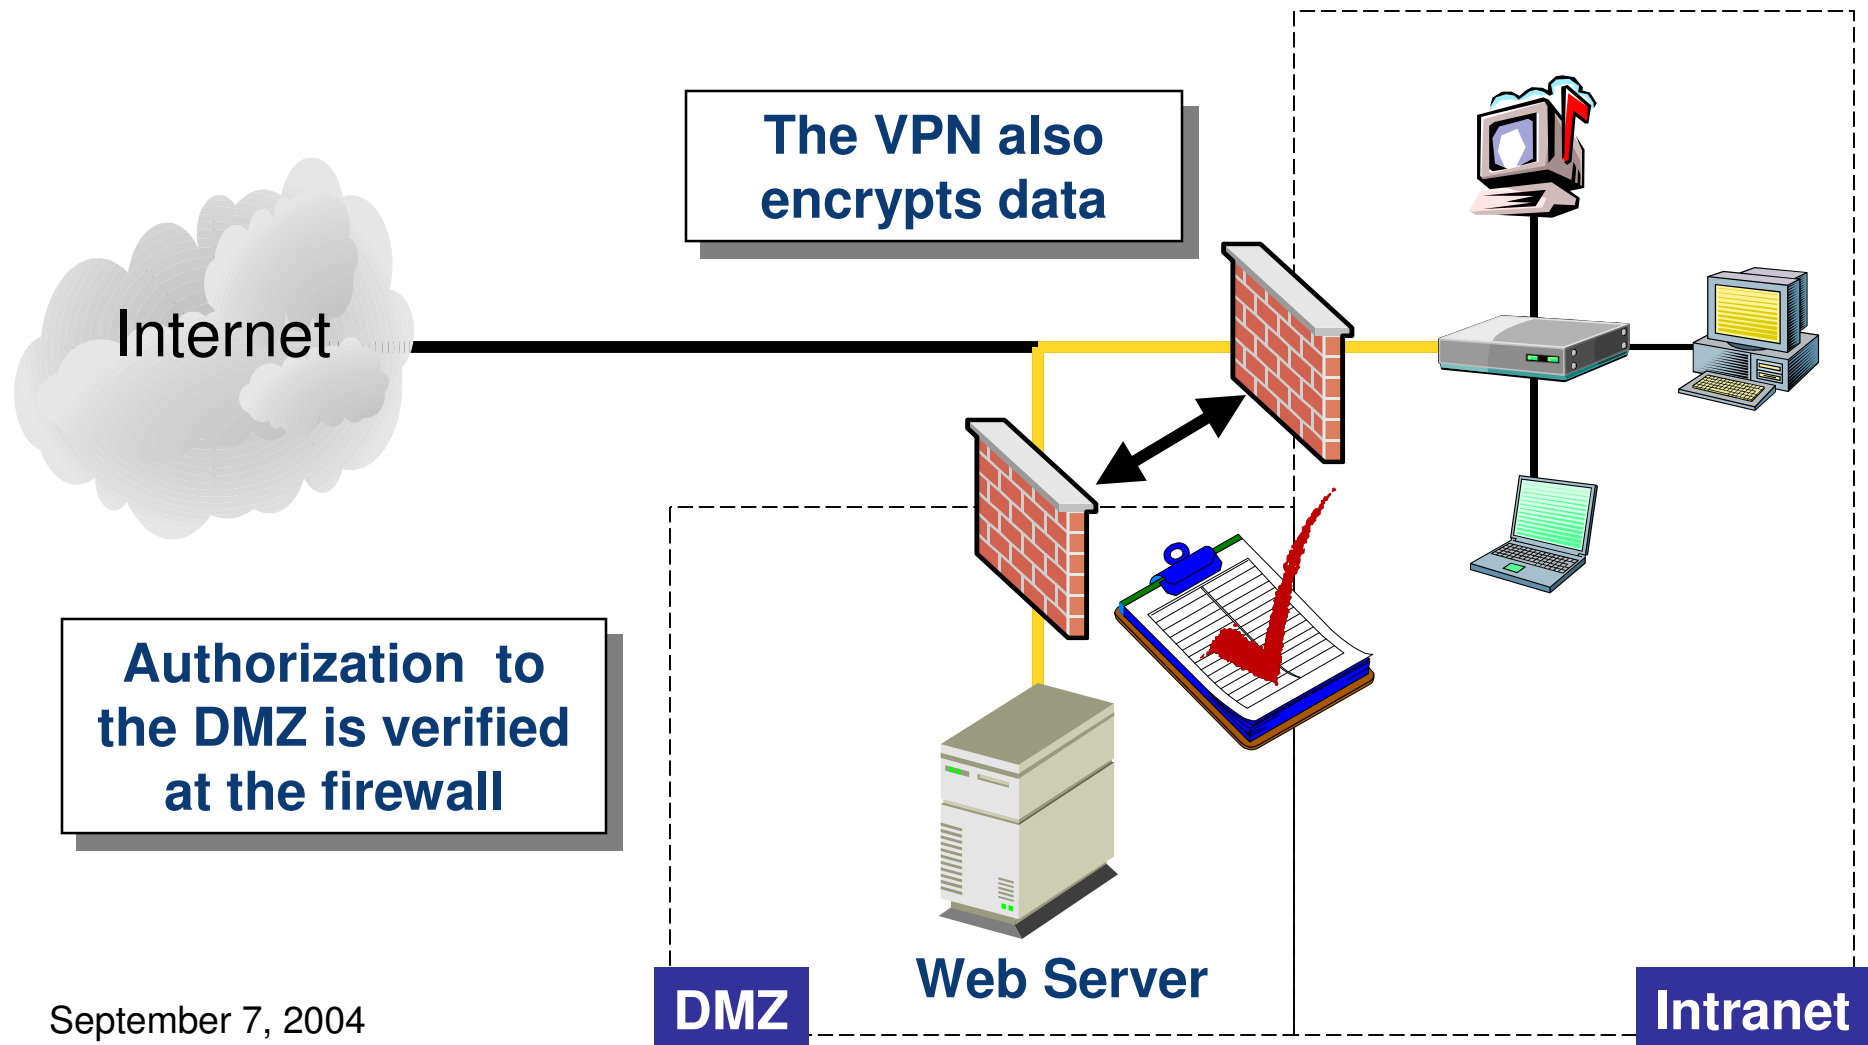 The VPN also
encrypts data
Internet
Authorization  to
the DMZ is verified
at the firewall
Web Server
DMZ
Intranet
September 7, 2004